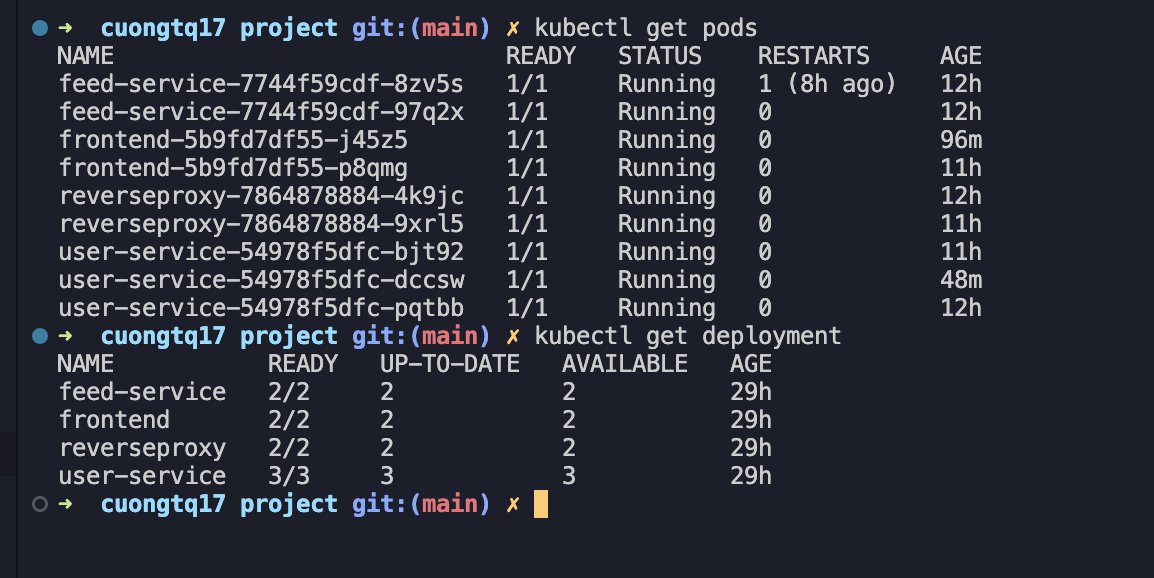 ➜  cuongtq17 project git:(main) ✗ kubectl get pods
NAME                            READY   STATUS    RESTARTS     AGE
feed-service-7744f59cdf-8zv5s   1/1     Running   1 (8h ago)   12h
feed-service-7744f59cdf-97q2x   1/1     Running   0            12h
frontend-5b9fd7df55-j45z5       1/1     Running   0            96m
frontend-5b9fd7df55-p8qmg       1/1     Running   0            11h
reverseproxy-7864878884-4k9jc   1/1     Running   0            12h
reverseproxy-7864878884-9xrl5   1/1     Running   0            11h
user-service-54978f5dfc-bjt92   1/1     Running   0            11h
user-service-54978f5dfc-dccsw   1/1     Running   0            48m
user-service-54978f5dfc-pqtbb   1/1     Running   0            12h
➜  cuongtq17 project git:(main) ✗ kubectl get deployment
NAME           READY   UP-TO-DATE   AVAILABLE   AGE
feed-service   2/2     2            2           29h
frontend       2/2     2            2           29h
reverseproxy   2/2     2            2           29h
user-service   3/3     3            3           29h
➜  cuongtq17 project git:(main) ✗